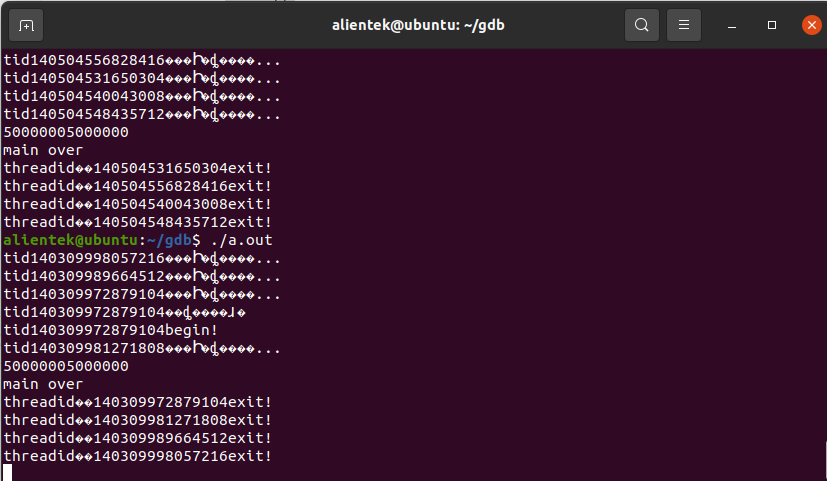 alientek@ubuntu: ~/gdb
tid140504556828416���Ի�ȡ����...
tid140504531650304���Ի�ȡ����...
tid140504540043008���Ի�ȡ����...
tid140504548435712���Ի�ȡ����...
50000005000000
main over
threadid��140504531650304exit!
threadid��140504556828416exit!
threadid��140504540043008exit!
threadid��140504548435712exit!
alientek@ubuntu:~/gdb$ ./a.out
tid140309998057216���Ի�ȡ����...
tid140309989664512���Ի�ȡ����...
tid140309972879104���Ի�ȡ����...
tid140309972879104��ȡ����ɹ�
tid140309972879104begin!
tid140309981271808���Ի�ȡ����...
50000005000000
main over
threadid��140309972879104exit!
threadid��140309981271808exit!
threadid��140309989664512exit!
threadid��140309998057216exit!